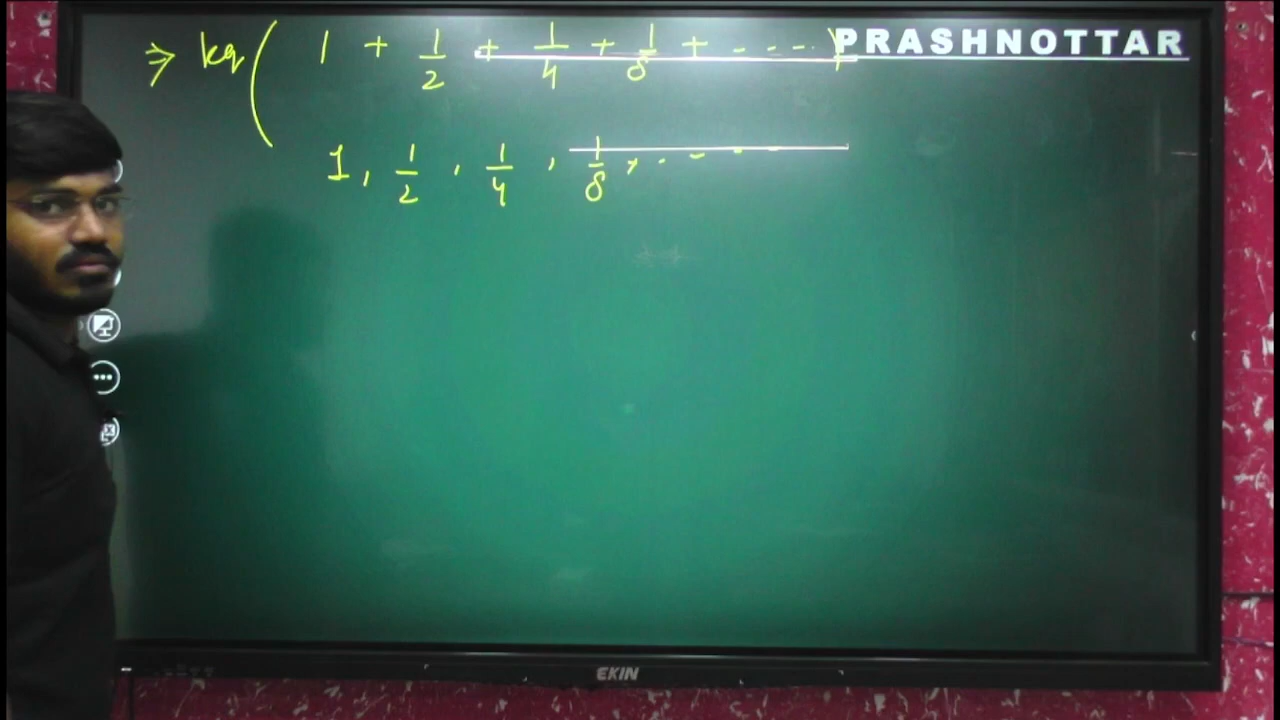 ⇒ kq ( 1 + 1/2 + 1/4 + 1/8 + - - - - )
PRASHNOTTAR
1, 1/2, 1/4, 1/8, - - - -
EKIN